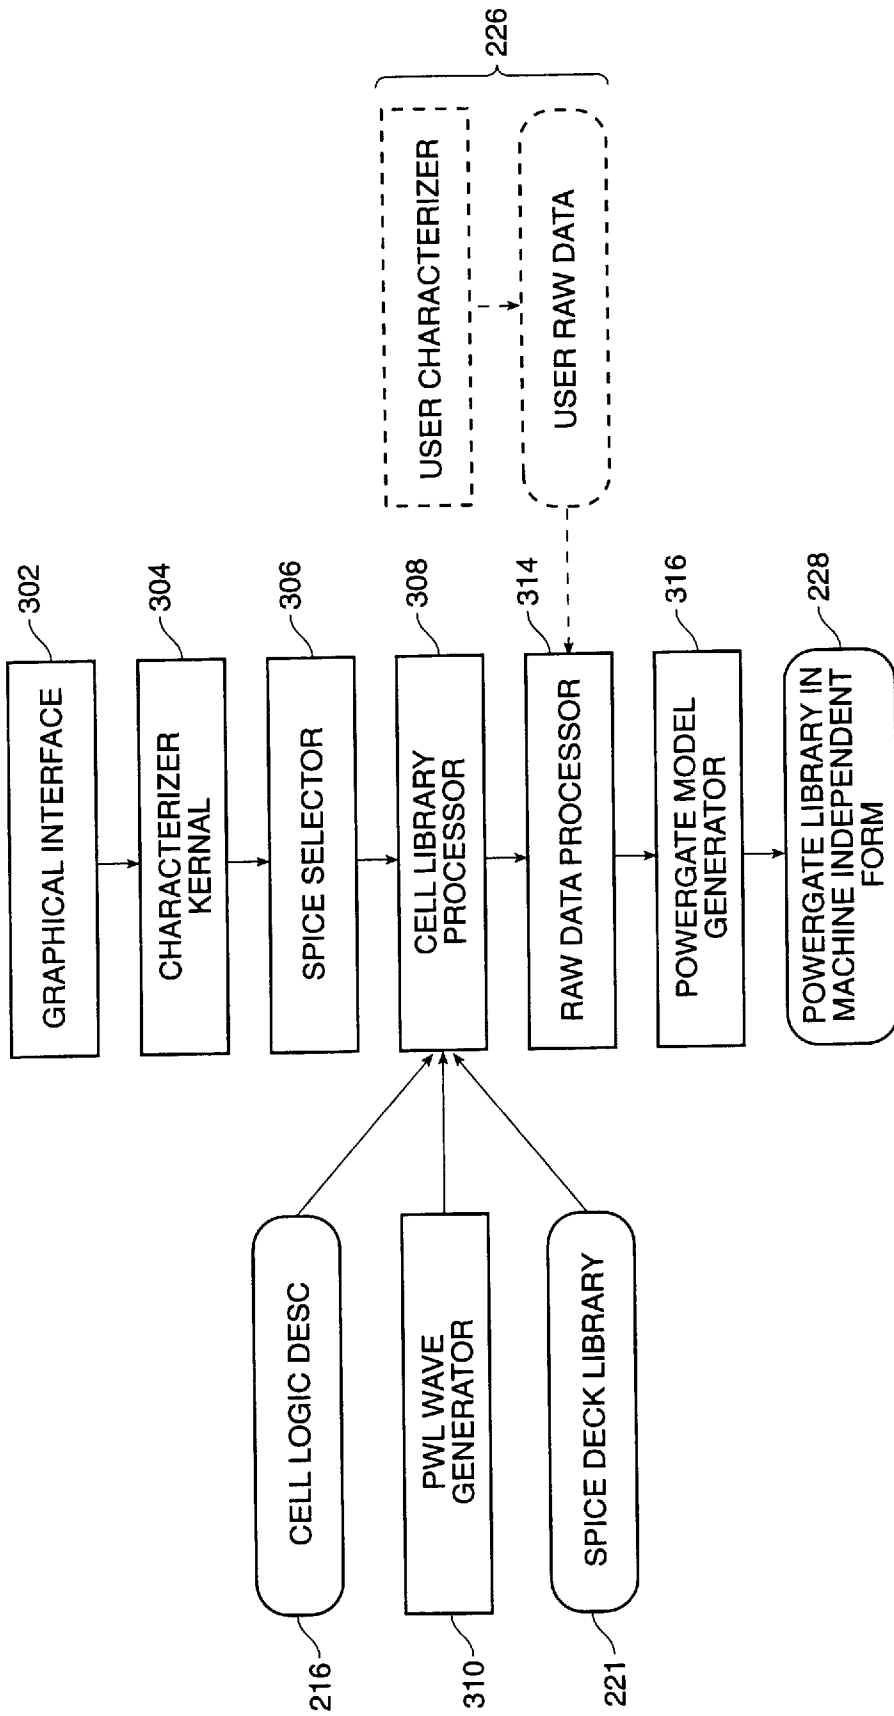 302
GRAPHICAL INTERFACE
304
CHARACTERIZER
KERNAL
306
SPICE SELECTOR
308
CELL LIBRARY
PROCESSOR
314
RAW DATA PROCESSOR
316
POWERGATE MODEL
GENERATOR
228
POWERGATE LIBRARY IN
MACHINE INDEPENDENT
FORM
CELL LOGIC DESC
216
PWL WAVE
GENERATOR
310
SPICE DECK LIBRARY
221
USER CHARACTERIZER
USER RAW DATA
226